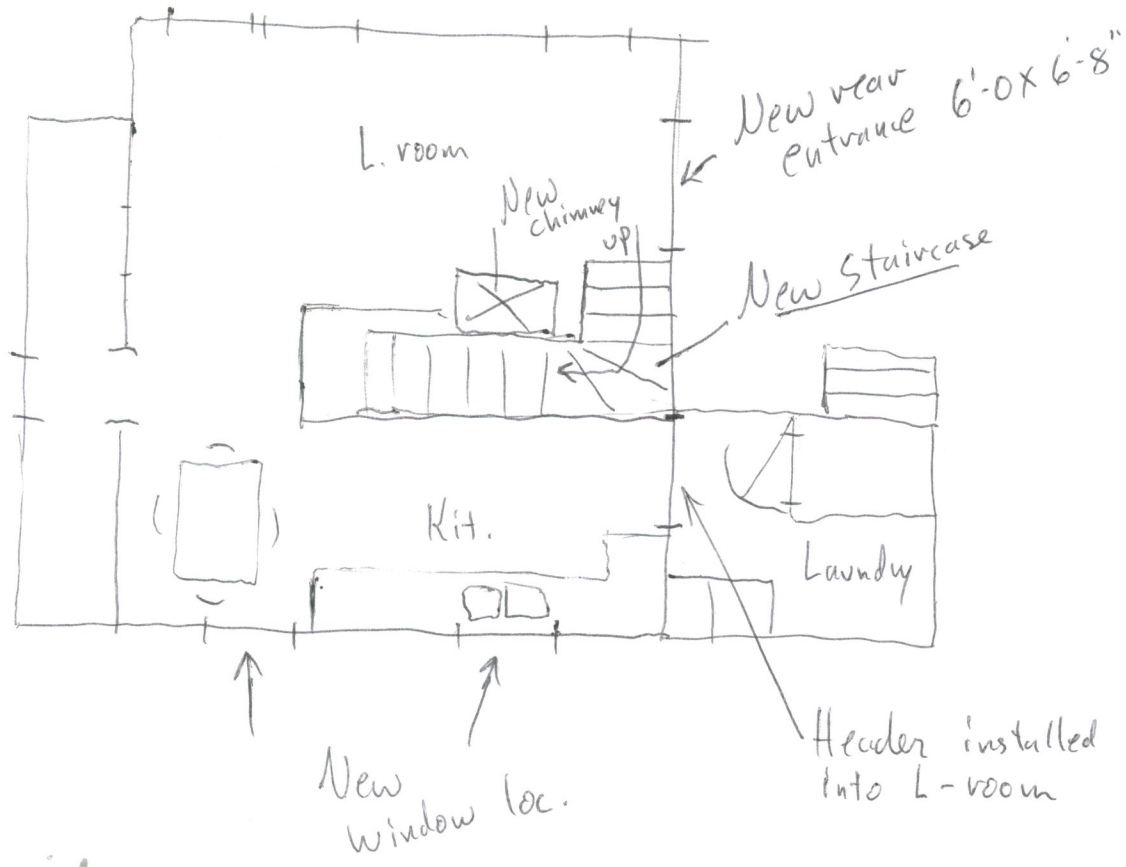 New rear
entrance 6'-0 X 6'-8"
L. room
New
chimney
up
New Staircase
Kit.
Laundry
Header installed
Into L-room
New
window loc.